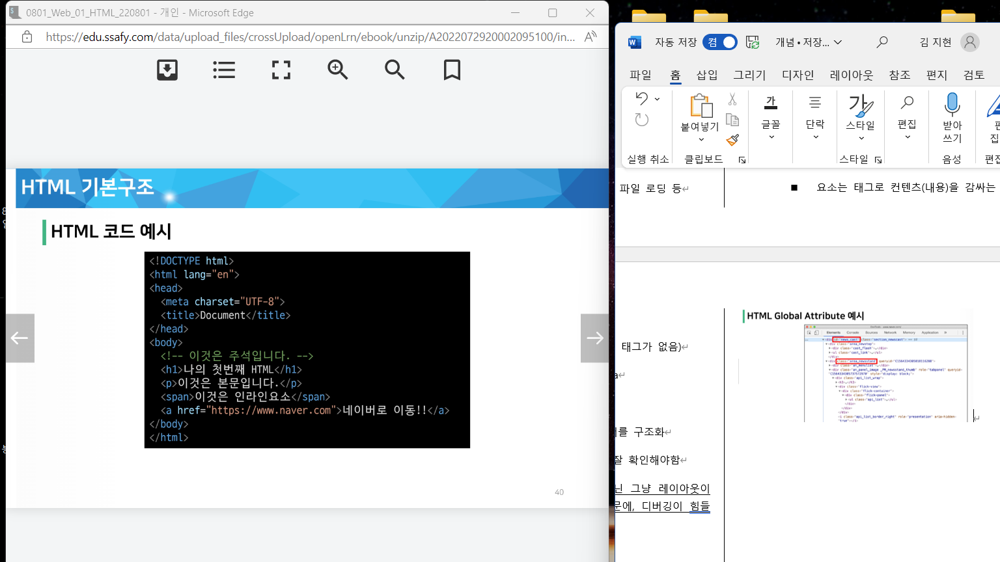 0801_Web_01_HTML_220801 - 개인 - Microsoft Edge
https://edu.ssafy.com/data/upload_files/crossUpload/openLrn/ebook/unzip/A2022072920002095100/in...
HTML 기본구조
HTML 코드 예시
<!DOCTYPE html>
<html lang="en">
<head>
<meta charset="UTF-8">
<title>Document</title>
</head>
<body>
<!-- 이것은 주석입니다. -->
<h1>나의 첫번째 HTML</h1>
<p>이것은 본문입니다.</p>
<span>이것은 인라인요소</span>
<a href="https://www.naver.com">네이버로 이동!!</a>
</body>
</html>
40
자동 저장 켬 개념 • 저장... 김 지현
파일 홈 삽입 그리기 디자인 레이아웃 참조 편지 검토
붙여넣기 글꼴 단락 스타일 편집 받아쓰기
실행 취소 클립보드 스타일 음성
파일 로딩 등
■ 요소는 태그로 컨텐츠(내용)을 감싸는
태그가 없음)
a
를 구조화
잘 확인해야함
그냥 레이아웃이
문에, 디버깅이 힘들
HTML Global Attribute 예시
Elements Console Sources Network Memory Application